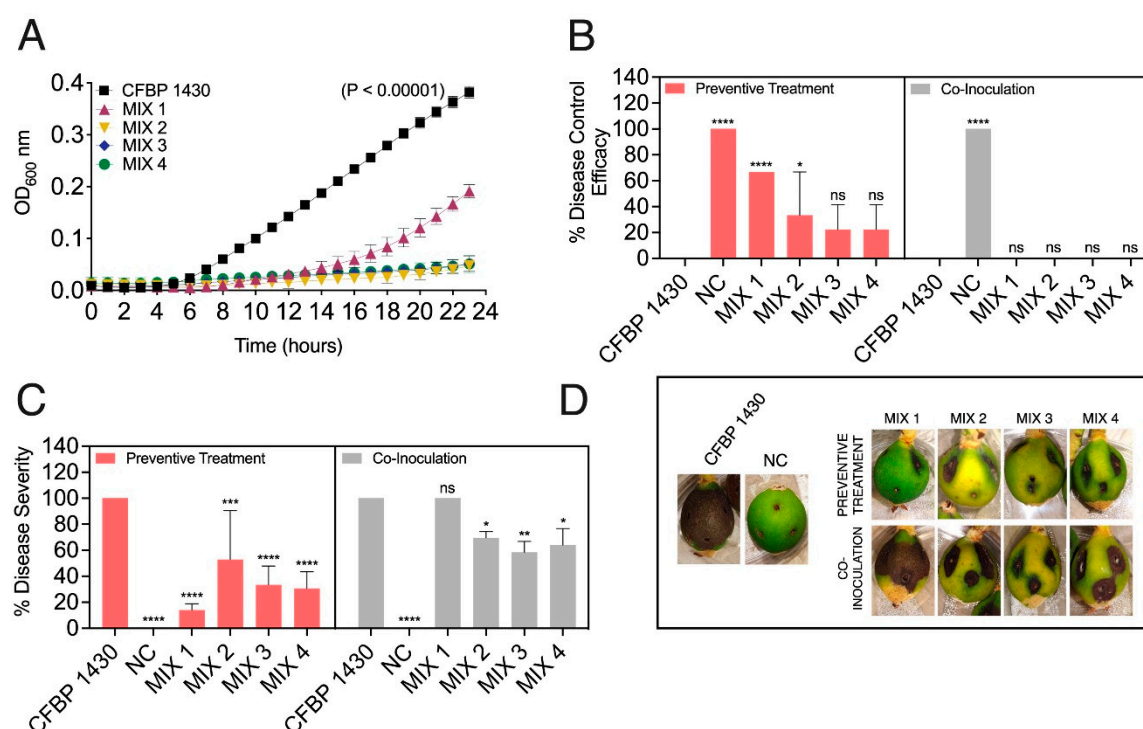 A
CFBP 1430
MIX 1
MIX 2
MIX 3
MIX 4
(P < 0.00001)
OD600 nm
0.4
0.3
0.2
0.1
0.0
0 2 4 6 8 10 12 14 16 18 20 22 24
Time (hours)
B
% Disease Control
Efficacy
140
120
100
80
60
40
20
0
Preventive Treatment
Co-Inoculation
**** **** * ns ns
**** ns ns ns ns
CFBP 1430 NC MIX 1 MIX 2 MIX 3 MIX 4
CFBP 1430 NC MIX 1 MIX 2 MIX 3 MIX 4
C
% Disease Severity
140
120
100
80
60
40
20
0
Preventive Treatment
Co-Inoculation
**** **** *** **** ****
**** ns * ** *
CFBP 1430 NC MIX 1 MIX 2 MIX 3 MIX 4
CFBP 1430 NC MIX 1 MIX 2 MIX 3 MIX 4
D
CFBP 1430
NC
MIX 1 MIX 2 MIX 3 MIX 4
PREVENTIVE
TREATMENT
CO-
INOCULATION